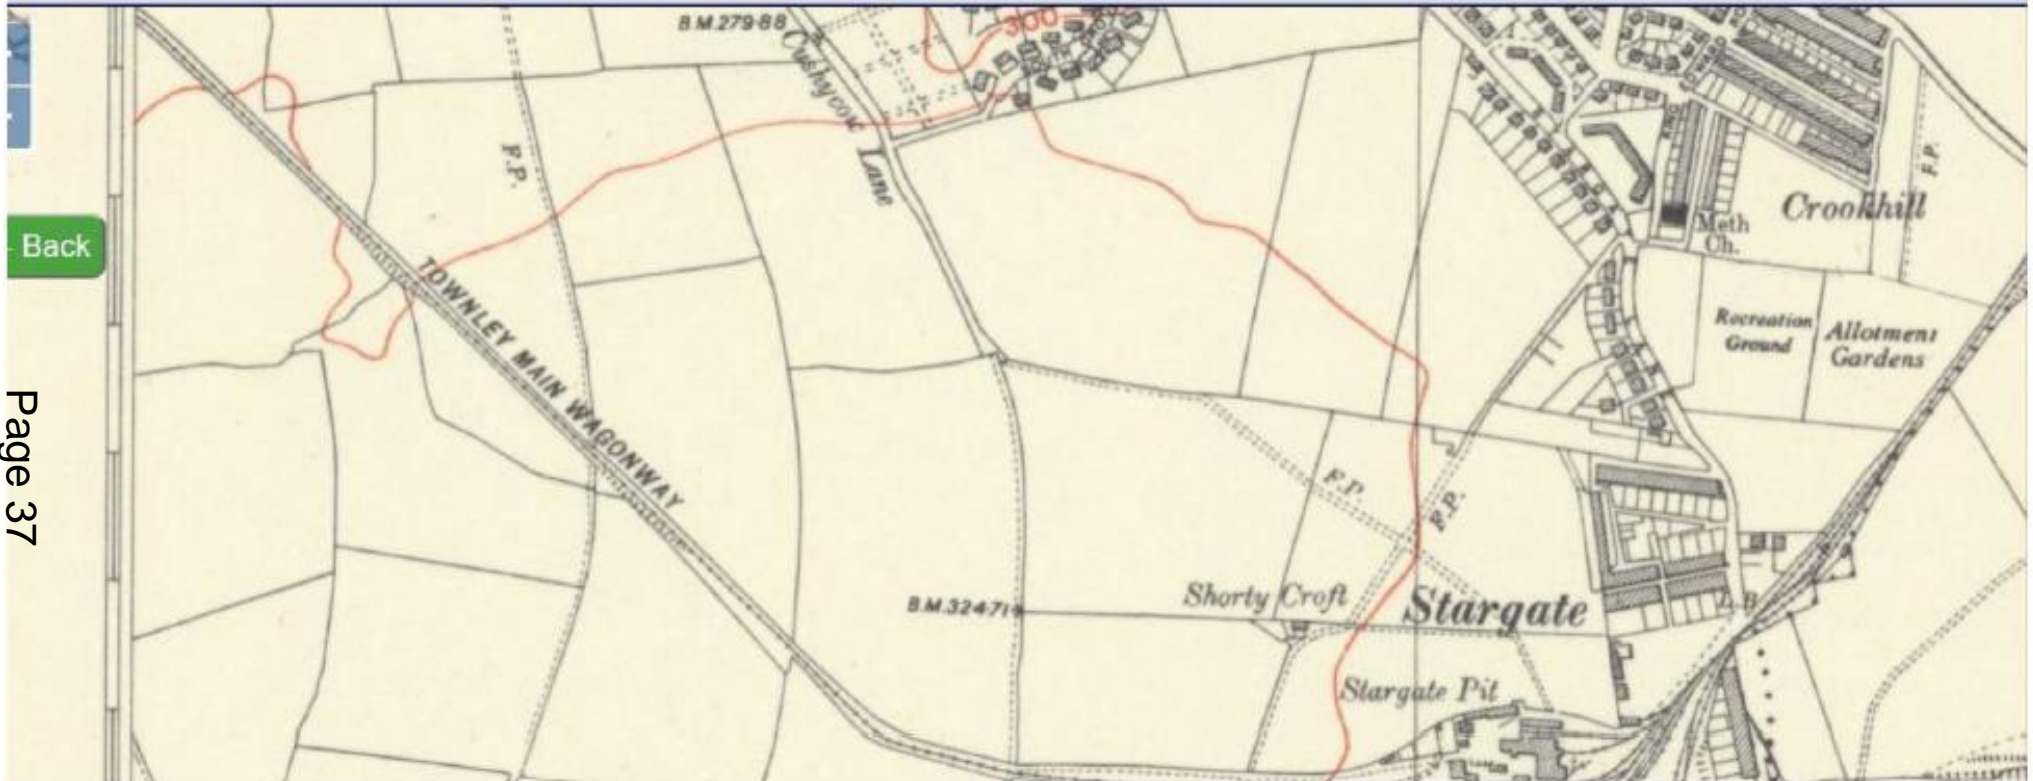 B.M.279·88
300
Cushycow
Lane
F.P.
F.P.
Crookhill
Meth
Ch.
Back
TOWNLEY MAIN WAGONWAY
Recreation
Ground
Allotment
Gardens
Page 37
F.P.
F.P.
B.M.324·71
Shorty Croft
Stargate
L.B
Stargate Pit